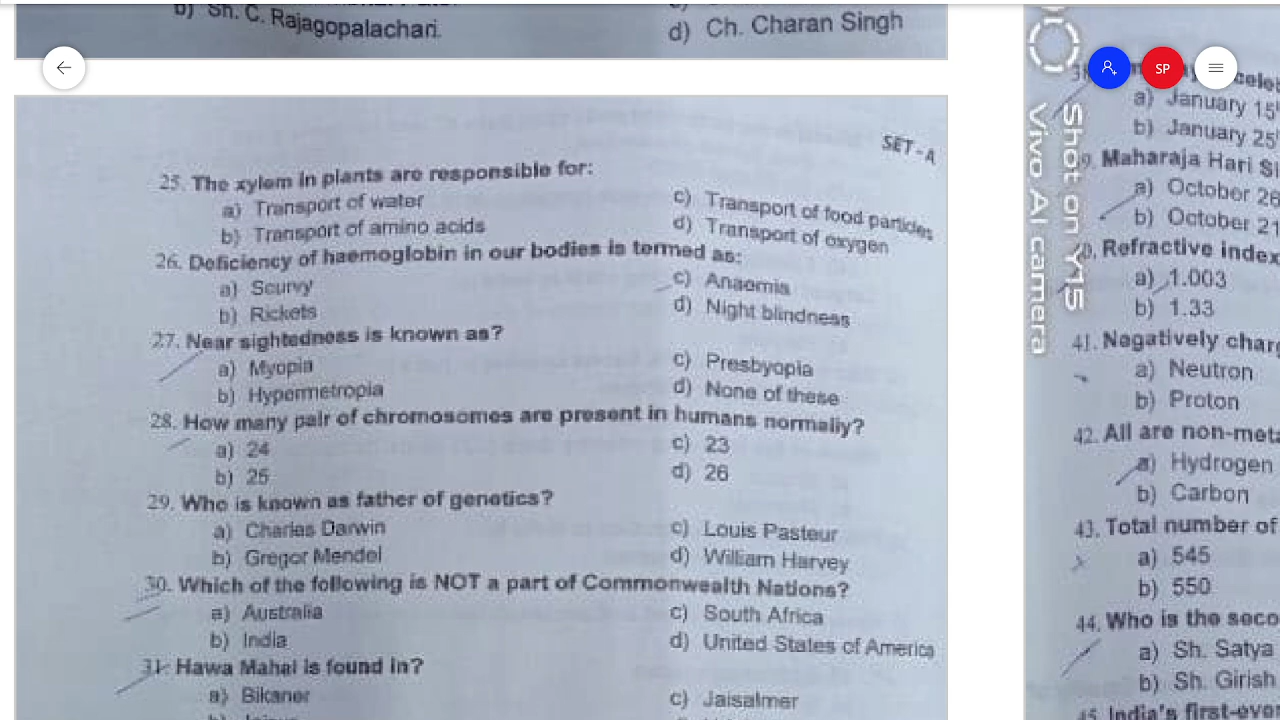 b) Sh. C. Rajagopalachari.
d) Ch. Charan Singh
SP
SET - A
25. The xylem in plants are responsible for:
a) Transport of water
c) Transport of food particles
b) Transport of amino acids
d) Transport of oxygen
26. Deficiency of haemoglobin in our bodies is termed as:
a) Scurvy
c) Anaemia
b) Rickets
d) Night blindness
27. Near sightedness is known as?
a) Myopia
c) Presbyopia
b) Hypermetropia
d) None of these
28. How many pair of chromosomes are present in humans normally?
a) 24
c) 23
b) 25
d) 26
29. Who is known as father of genetics?
a) Charles Darwin
c) Louis Pasteur
b) Gregor Mendel
d) William Harvey
30. Which of the following is NOT a part of Commonwealth Nations?
a) Australia
c) South Africa
b) India
d) United States of America
31. Hawa Mahal is found in?
a) Bikaner
c) Jaisalmer
Shot on Y15
Vivo AI camera
a) January 15
b) January 25
9. Maharaja Hari Si
a) October 26
b) October 21
Refractive index
a) 1.003
b) 1.33
41. Negatively charg
a) Neutron
b) Proton
42. All are non-meta
a) Hydrogen
b) Carbon
43. Total number of
a) 545
b) 550
44. Who is the seco
a) Sh. Satya
b) Sh. Girish
45. India's first-ever